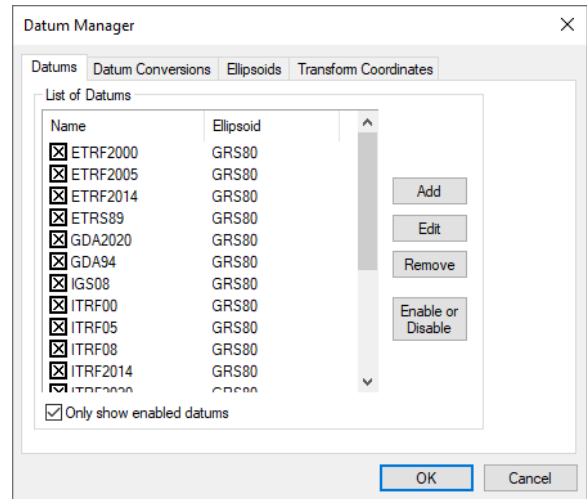 Datum Manager
Datums Datum Conversions Ellipsoids Transform Coordinates
List of Datums
Name Ellipsoid
ETRF2000 GRS80
ETRF2005 GRS80
ETRF2014 GRS80
ETRS89 GRS80
GDA2020 GRS80
GDA94 GRS80
IGS08 GRS80
ITRF00 GRS80
ITRF05 GRS80
ITRF08 GRS80
ITRF2014 GRS80
ITRF2020 GRS80
Add
Edit
Remove
Enable or
Disable
Only show enabled datums
OK Cancel